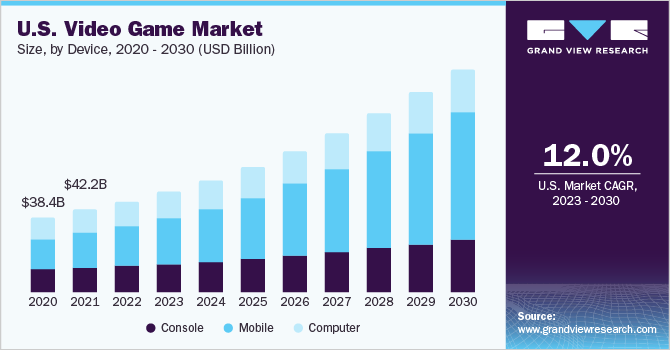 U.S. Video Game Market
Size, by Device, 2020 - 2030 (USD Billion)
$38.4B
$42.2B
2020 2021 2022 2023 2024 2025 2026 2027 2028 2029 2030
Console Mobile Computer
GRAND VIEW RESEARCH
12.0%
U.S. Market CAGR,
2023 - 2030
Source:
www.grandviewresearch.com